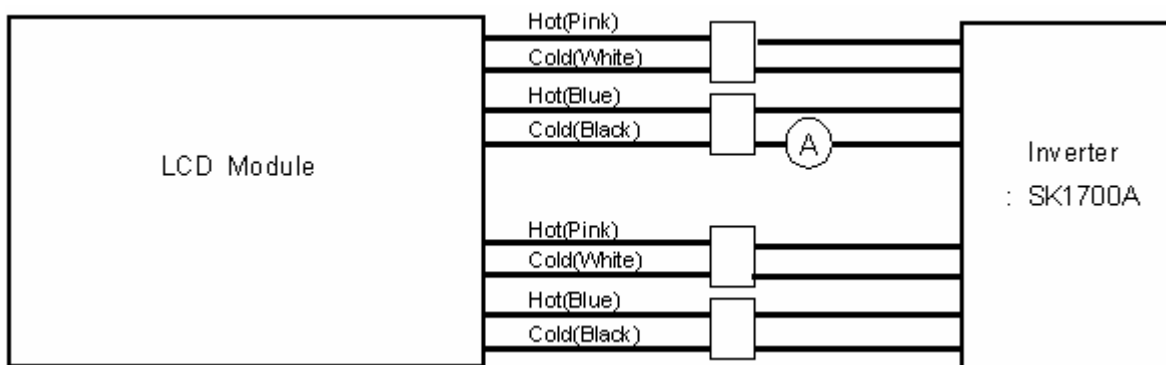 Hot(Pink)
Cold(White)
Hot(Blue)
Cold(Black)
A
LCD Module
Inverter
: SK1700A
Hot(Pink)
Cold(White)
Hot(Blue)
Cold(Black)